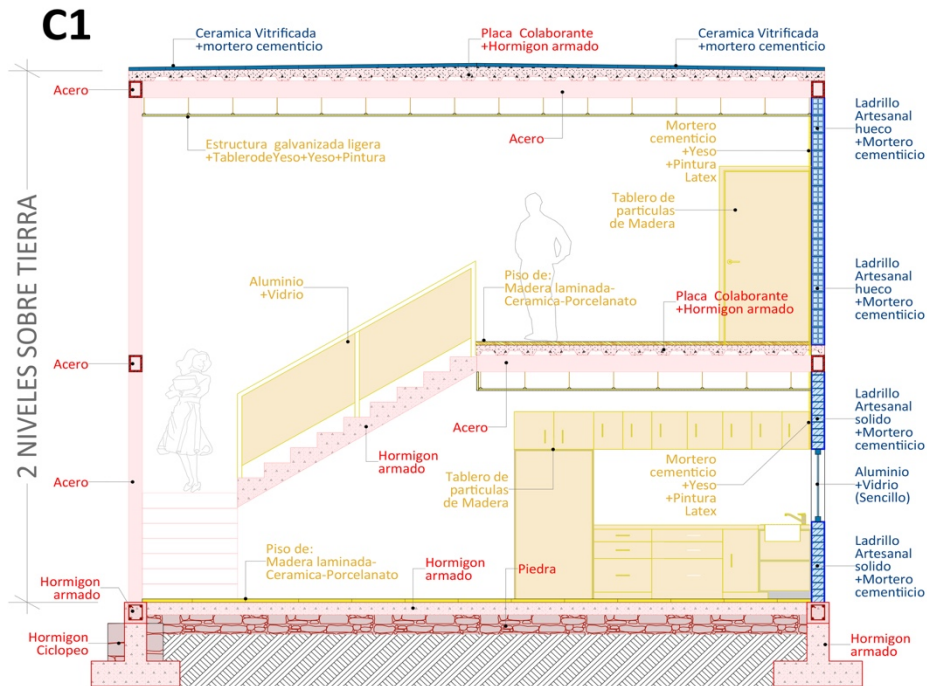 C1
Ceramica Vitrificada
+mortero cementicio
Placa Colaborante
+Hormigon armado
Ceramica Vitrificada
+mortero cementicio
Acero
Estructura galvanizada ligera
+TablerodeYeso+Yeso+Pintura
Acero
Mortero
cementicio
+Yeso
+Pintura
Latex
Ladrillo
Artesanal
hueco
+Mortero
cementiicio
Tablero de
particulas
de Madera
2 NIVELES SOBRE TIERRA
Aluminio
+Vidrio
Piso de:
Madera laminada-
Ceramica-Porcelanato
Placa Colaborante
+Hormigon armado
Ladrillo
Artesanal
hueco
+Mortero
cementiicio
Acero
Acero
Hormigon
armado
Ladrillo
Artesanal
solido
+Mortero
cementiicio
Acero
Tablero de
particulas
de Madera
Mortero
cementicio
+Yeso
+Pintura
Latex
Aluminio
+Vidrio
(Sencillo)
Piso de:
Madera laminada-
Ceramica-Porcelanato
Hormigon
armado
Piedra
Ladrillo
Artesanal
solido
+Mortero
cementiicio
Hormigon
armado
Hormigon
Ciclopeo
Hormigon
armado